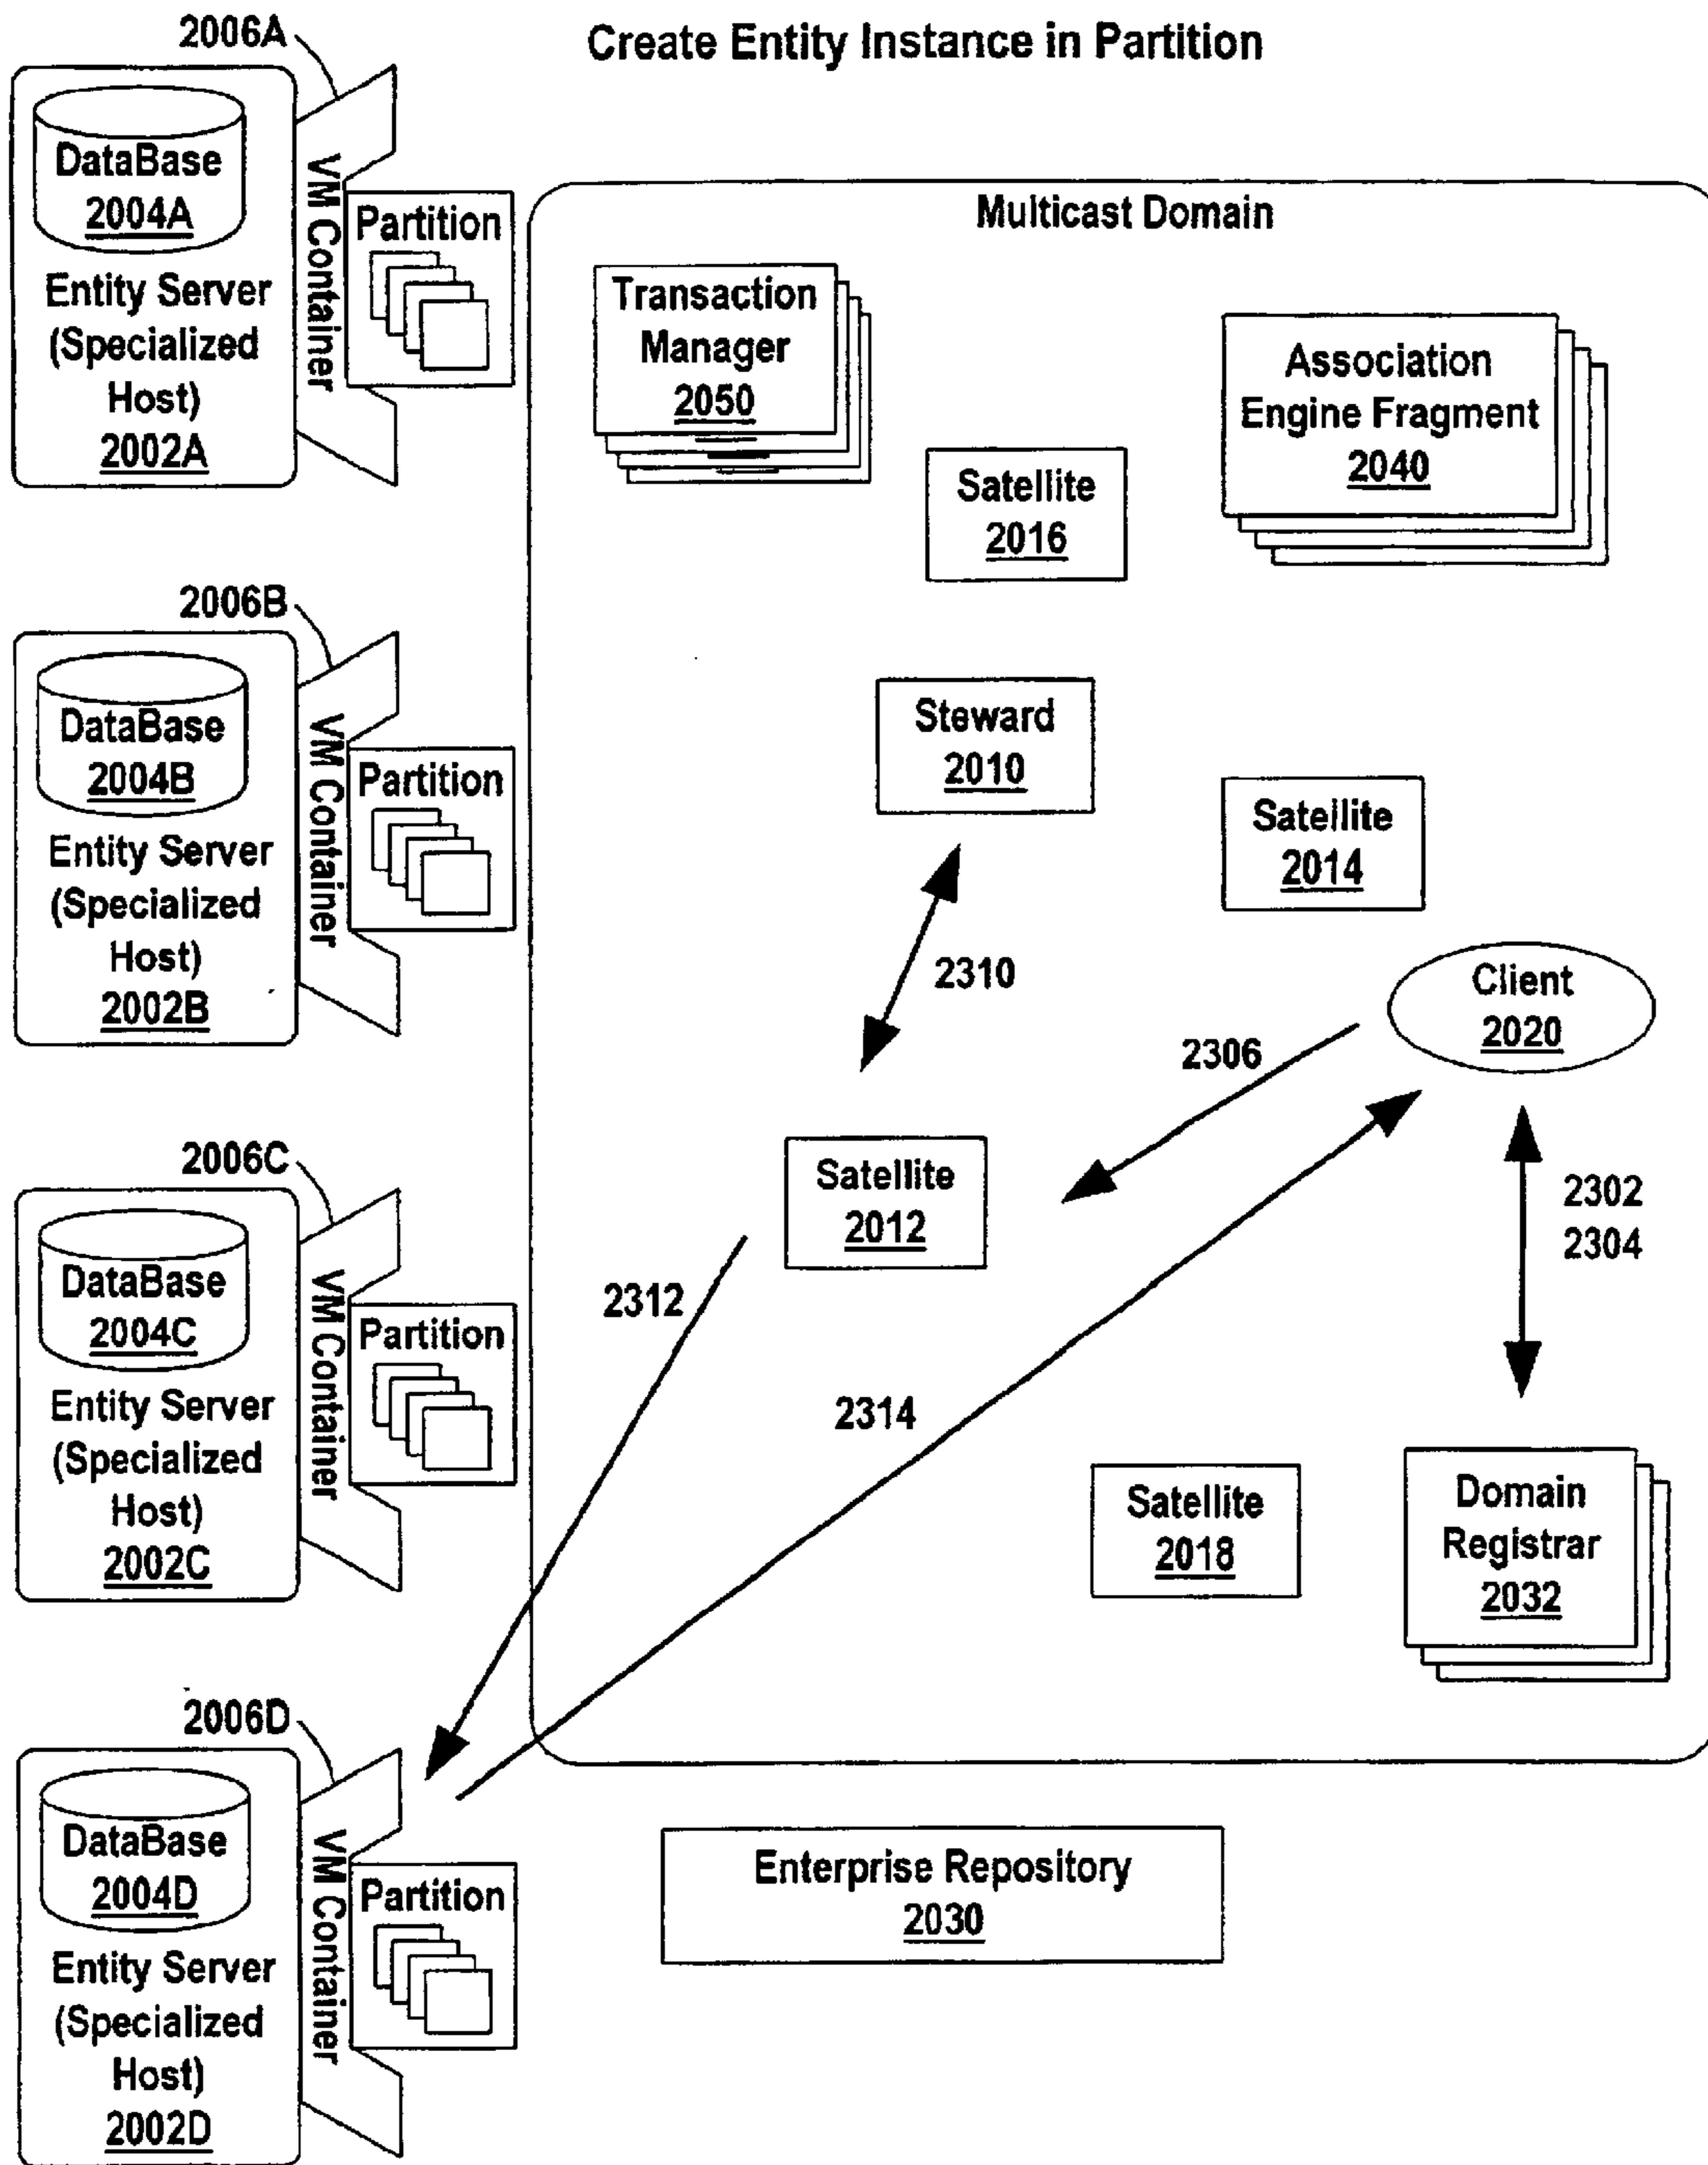 Create Entity Instance in Partition
2006A
DataBase
2004A
Entity Server
(Specialized
Host)
2002A
VM Container
Partition
2006B
DataBase
2004B
Entity Server
(Specialized
Host)
2002B
VM Container
Partition
2006C
DataBase
2004C
Entity Server
(Specialized
Host)
2002C
VM Container
Partition
2006D
DataBase
2004D
Entity Server
(Specialized
Host)
2002D
VM Container
Partition
Multicast Domain
Transaction
Manager
2050
Association
Engine Fragment
2040
Satellite
2016
Steward
2010
Satellite
2014
2310
Client
2020
2306
Satellite
2012
2302
2304
2312
2314
Satellite
2018
Domain
Registrar
2032
Enterprise Repository
2030